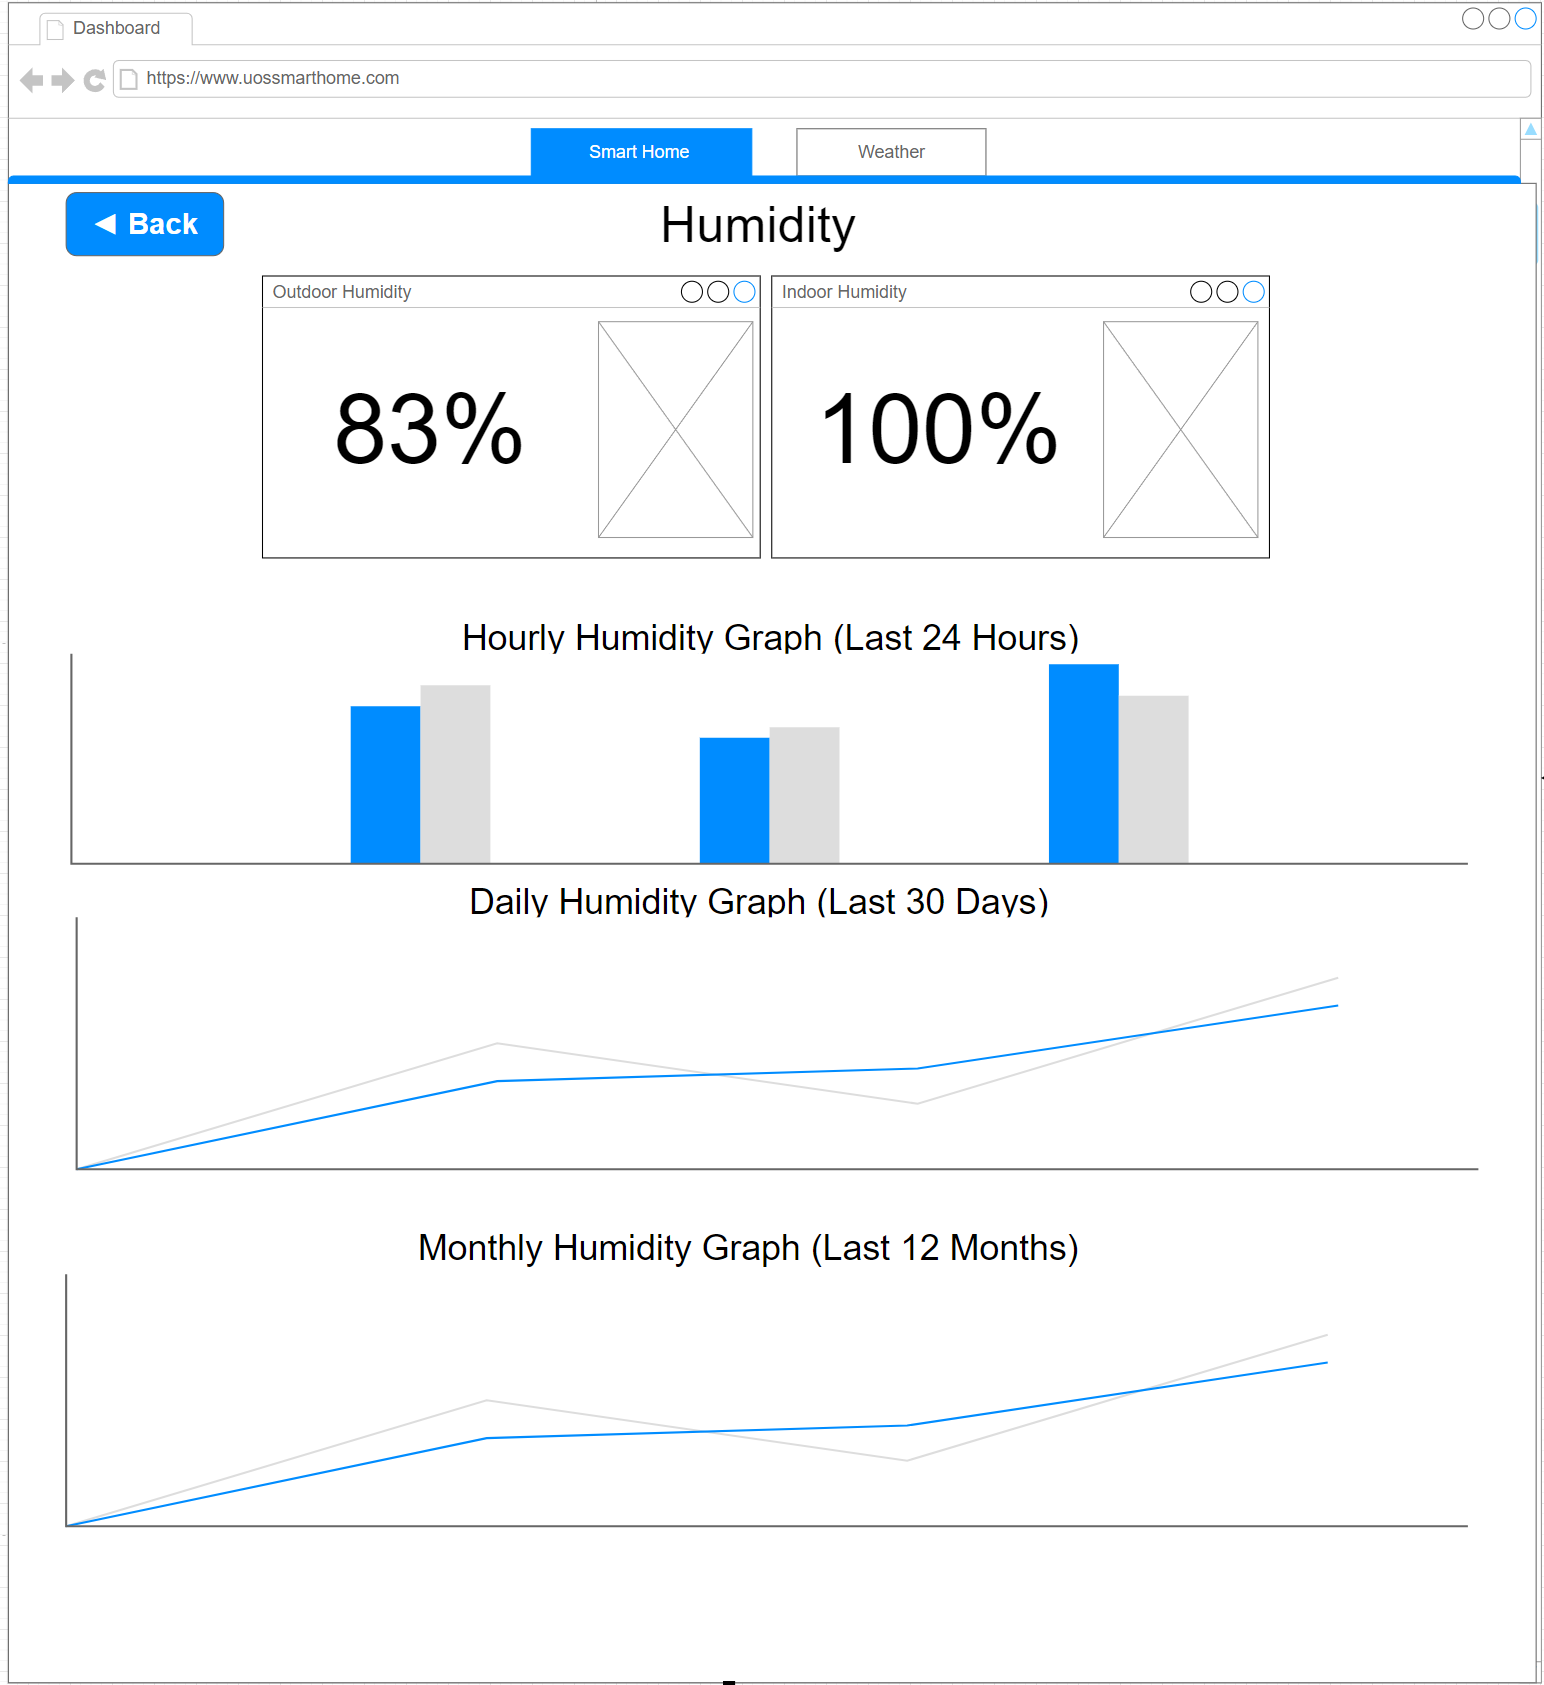 Dashboard
https://www.uossmarthome.com
Smart Home
Weather
◀ Back
Humidity
Outdoor Humidity
Indoor Humidity
83%
100%
Hourly Humidity Graph (Last 24 Hours)
Daily Humidity Graph (Last 30 Days)
Monthly Humidity Graph (Last 12 Months)